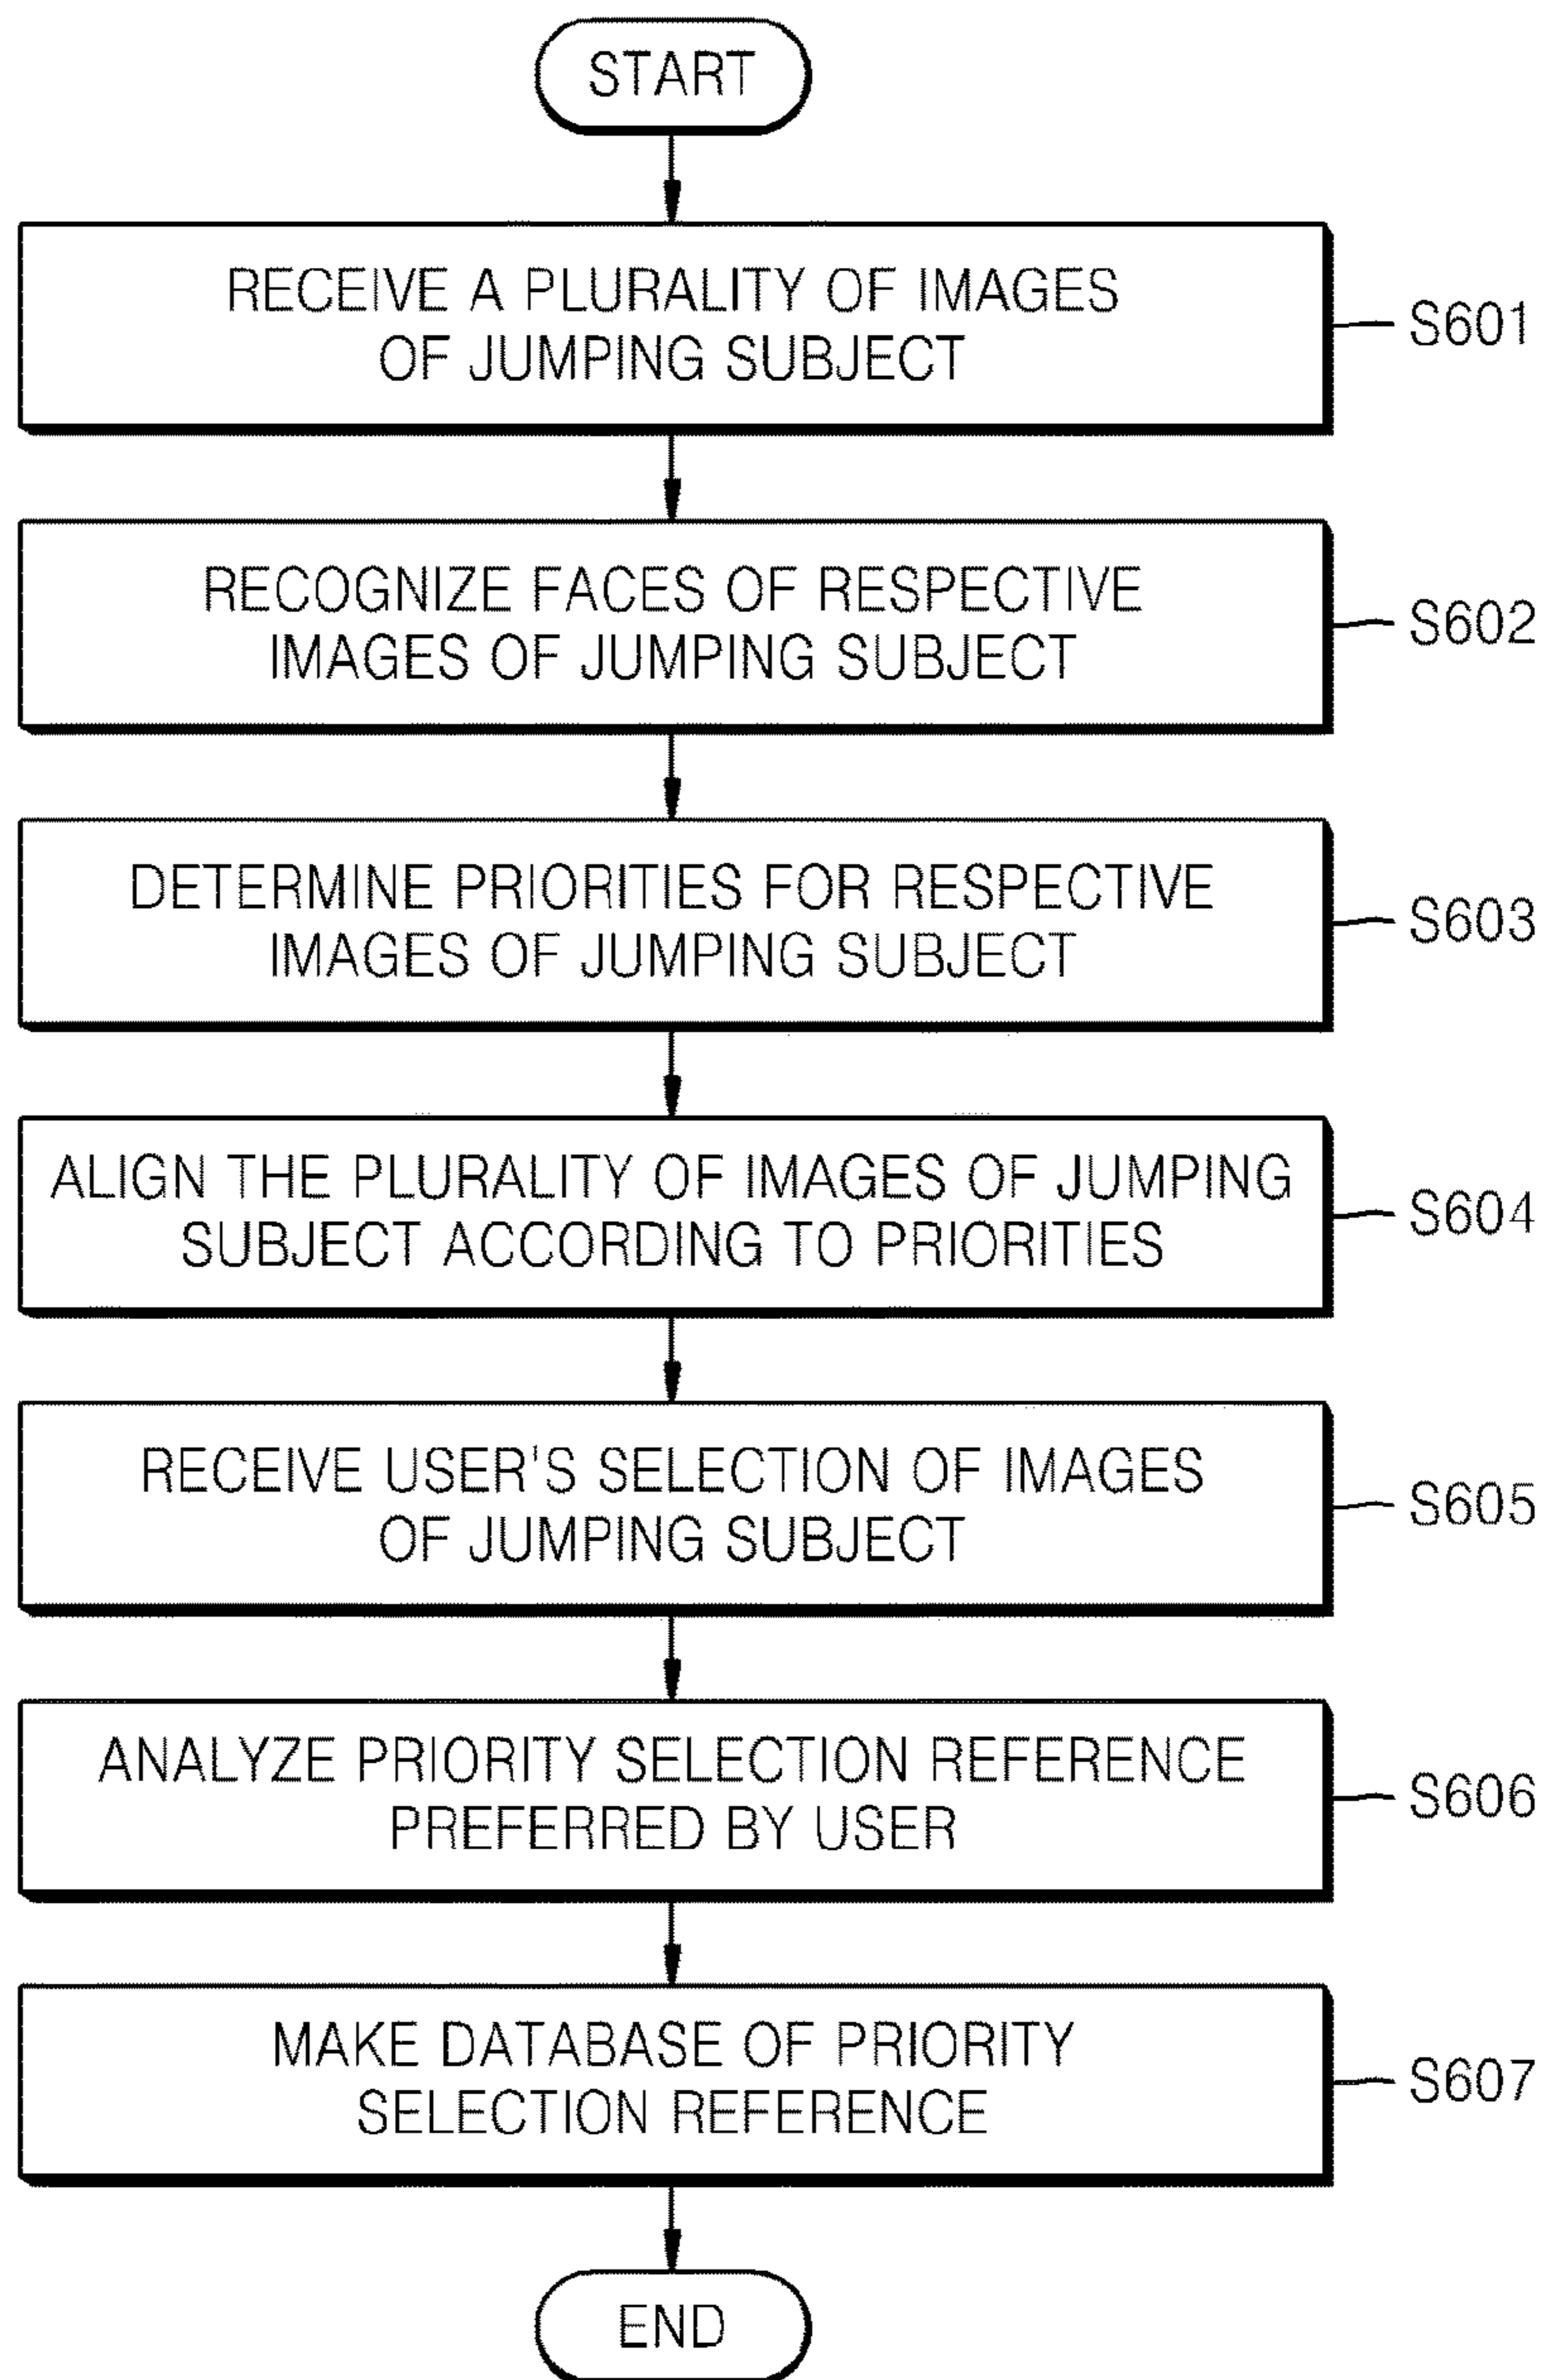 START
RECEIVE A PLURALITY OF IMAGES
OF JUMPING SUBJECT
S601
RECOGNIZE FACES OF RESPECTIVE
IMAGES OF JUMPING SUBJECT
S602
DETERMINE PRIORITIES FOR RESPECTIVE
IMAGES OF JUMPING SUBJECT
S603
ALIGN THE PLURALITY OF IMAGES OF JUMPING
SUBJECT ACCORDING TO PRIORITIES
S604
RECEIVE USER'S SELECTION OF IMAGES
OF JUMPING SUBJECT
S605
ANALYZE PRIORITY SELECTION REFERENCE
PREFERRED BY USER
S606
MAKE DATABASE OF PRIORITY
SELECTION REFERENCE
S607
END